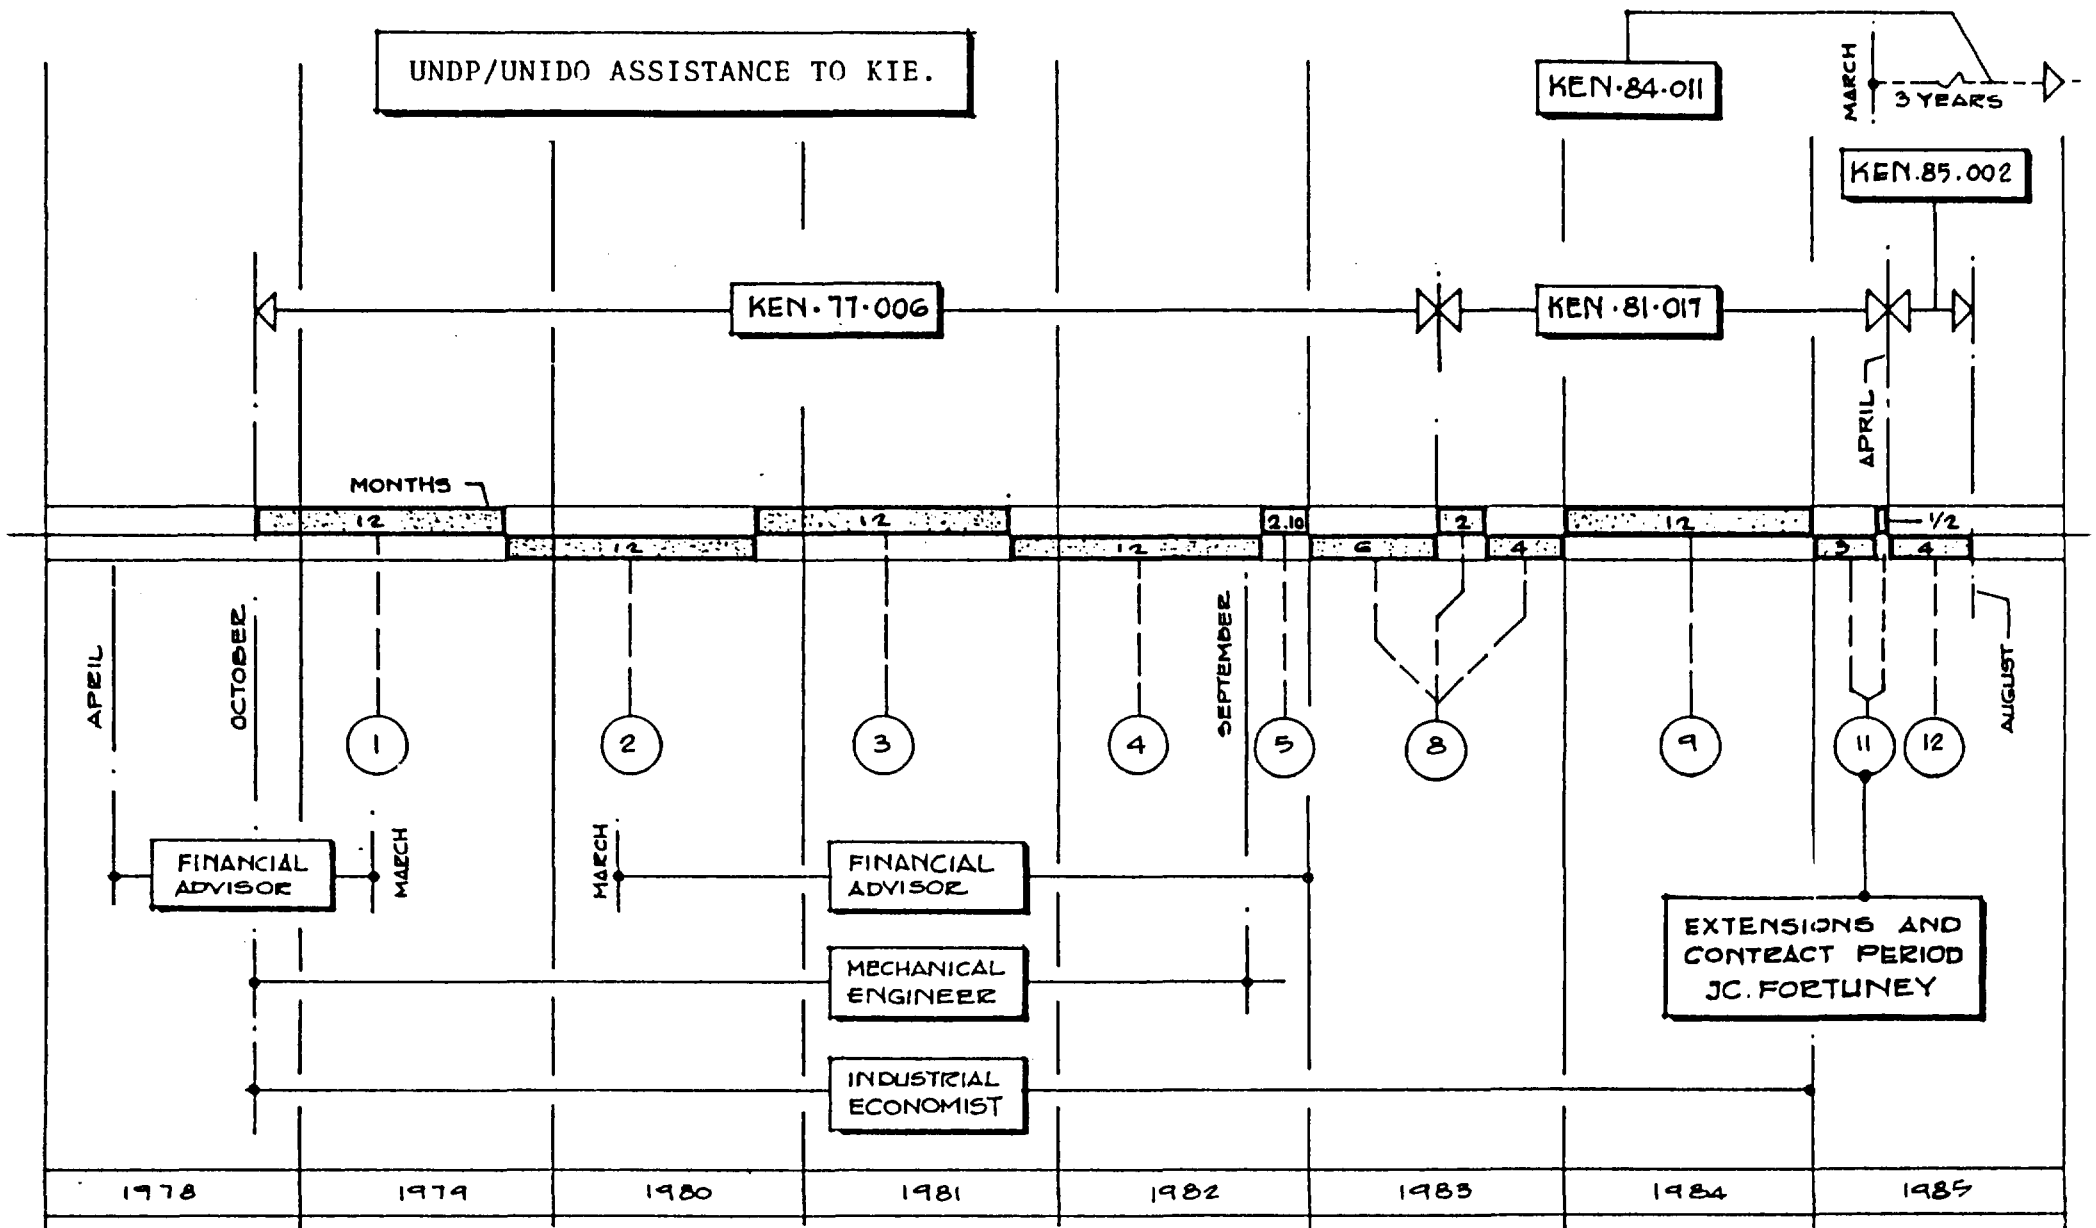 UNDP/UNIDO ASSISTANCE TO KIE.
KEN.84.011
MARCH
3 YEARS
KEN.85.002
KEN.77.006
KEN.81.017
APRIL
MONTHS
12
12
12
12
2.10
6
2
4
12
3
1/2
4
APRIL
OCTOBER
SEPTEMBER
AUGUST
1
2
3
4
5
8
9
11
12
FINANCIAL
ADVISOR
MARCH
MARCH
FINANCIAL
ADVISOR
MECHANICAL
ENGINEER
INDUSTRIAL
ECONOMIST
EXTENSIONS AND
CONTRACT PERIOD
JC. FORTUNEY
1978
1979
1980
1981
1982
1983
1984
1985